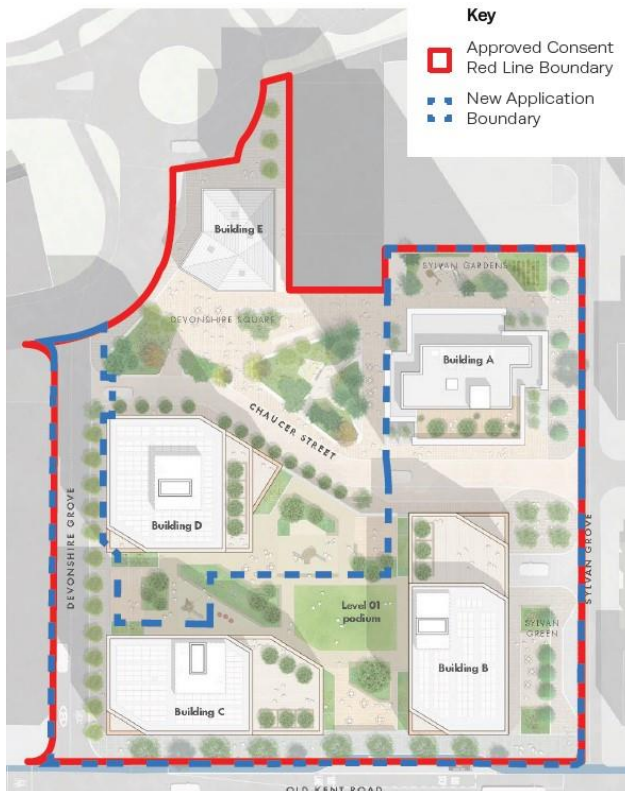 Key
Approved Consent
Red Line Boundary
New Application
Boundary
Building E
SYLVAN GARDENS
DEVONSHIRE SQUARE
Building A
CHAUCER STREET
Building D
DEVONSHIRE GROVE
SYLVAN GROVE
Level 01
podium
SYLVAN
GREEN
Building B
Building C
OLD KENT ROAD